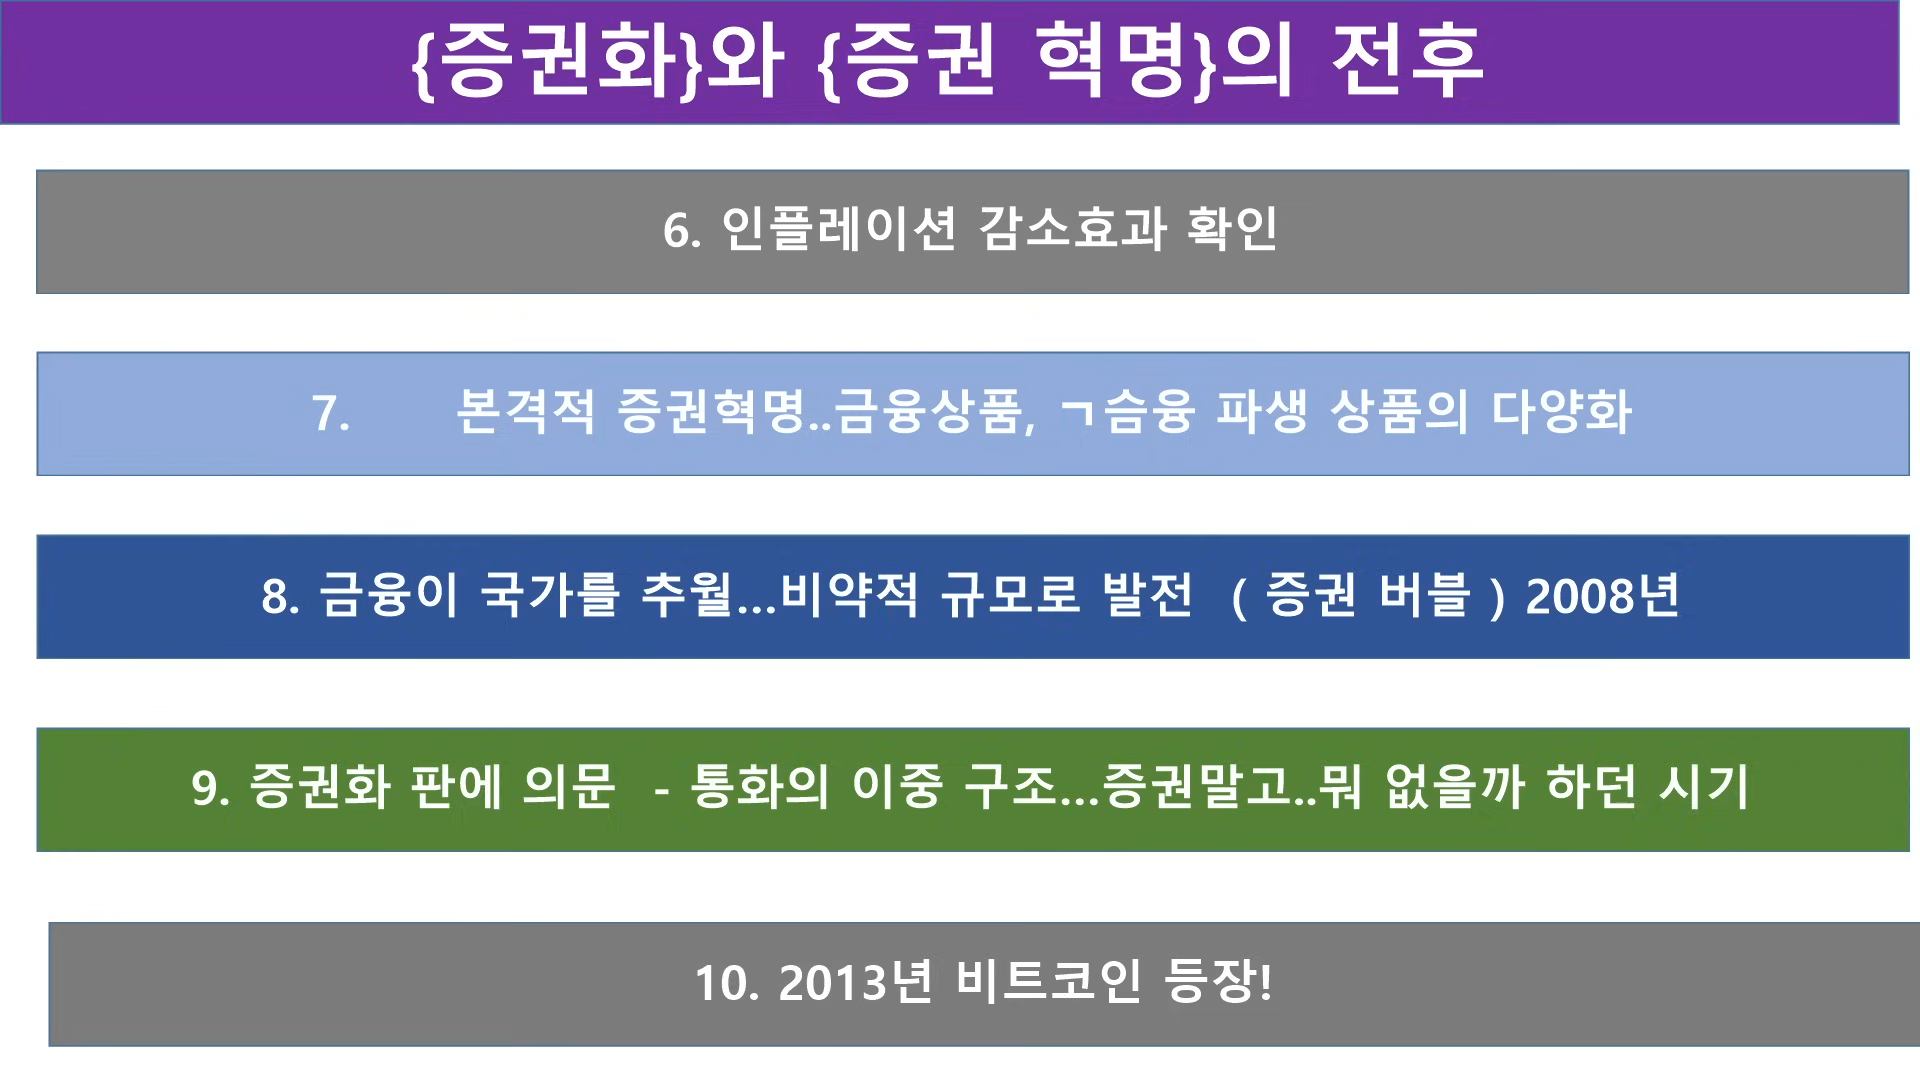 {증권화}와 {증권 혁명}의 전후
6. 인플레이션 감소효과 확인
7. 본격적 증권혁명..금융상품, ㄱ슴융 파생 상품의 다양화
8. 금융이 국가를 추월...비약적 규모로 발전 ( 증권 버블 ) 2008년
9. 증권화 판에 의문 - 통화의 이중 구조...증권말고..뭐 없을까 하던 시기
10. 2013년 비트코인 등장!